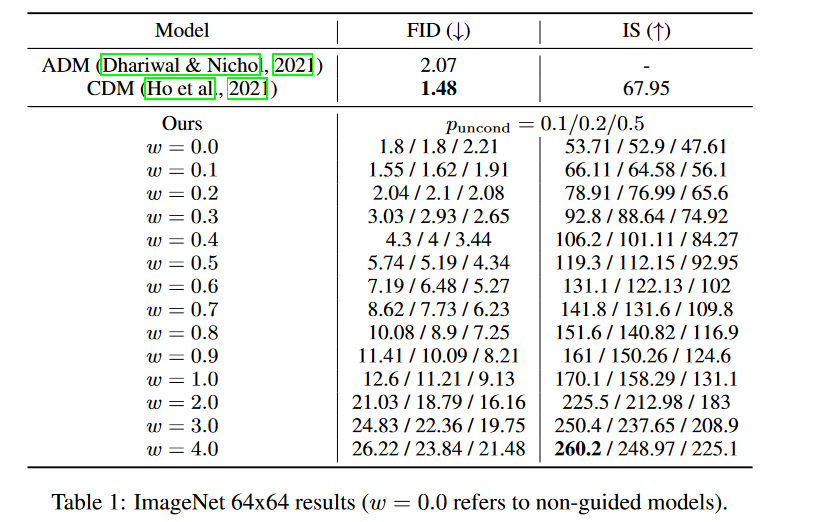 Model FID (↓) IS (↑)
ADM (Dhariwal & Nichol, 2021) 2.07 -
CDM (Ho et al., 2021) 1.48 67.95
Ours p_uncond = 0.1/0.2/0.5
w = 0.0 1.8 / 1.8 / 2.21 53.71 / 52.9 / 47.61
w = 0.1 1.55 / 1.62 / 1.91 66.11 / 64.58 / 56.1
w = 0.2 2.04 / 2.1 / 2.08 78.91 / 76.99 / 65.6
w = 0.3 3.03 / 2.93 / 2.65 92.8 / 88.64 / 74.92
w = 0.4 4.3 / 4 / 3.44 106.2 / 101.11 / 84.27
w = 0.5 5.74 / 5.19 / 4.34 119.3 / 112.15 / 92.95
w = 0.6 7.19 / 6.48 / 5.27 131.1 / 122.13 / 102
w = 0.7 8.62 / 7.73 / 6.23 141.8 / 131.6 / 109.8
w = 0.8 10.08 / 8.9 / 7.25 151.6 / 140.82 / 116.9
w = 0.9 11.41 / 10.09 / 8.21 161 / 150.26 / 124.6
w = 1.0 12.6 / 11.21 / 9.13 170.1 / 158.29 / 131.1
w = 2.0 21.03 / 18.79 / 16.16 225.5 / 212.98 / 183
w = 3.0 24.83 / 22.36 / 19.75 250.4 / 237.65 / 208.9
w = 4.0 26.22 / 23.84 / 21.48 260.2 / 248.97 / 225.1
Table 1: ImageNet 64x64 results (w = 0.0 refers to non-guided models).